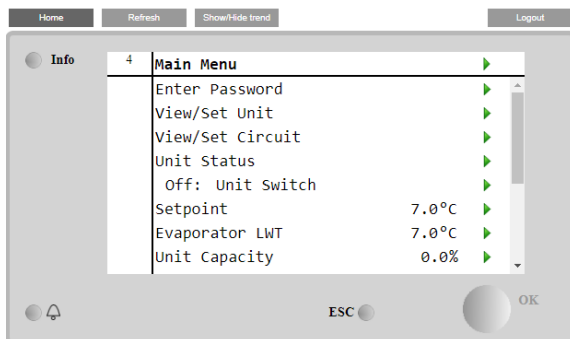 Home Refresh Show/Hide trend Logout
Info
4 Main Menu
Enter Password
View/Set Unit
View/Set Circuit
Unit Status
Off: Unit Switch
Setpoint 7.0°C
Evaporator LWT 7.0°C
Unit Capacity 0.0%
ESC OK